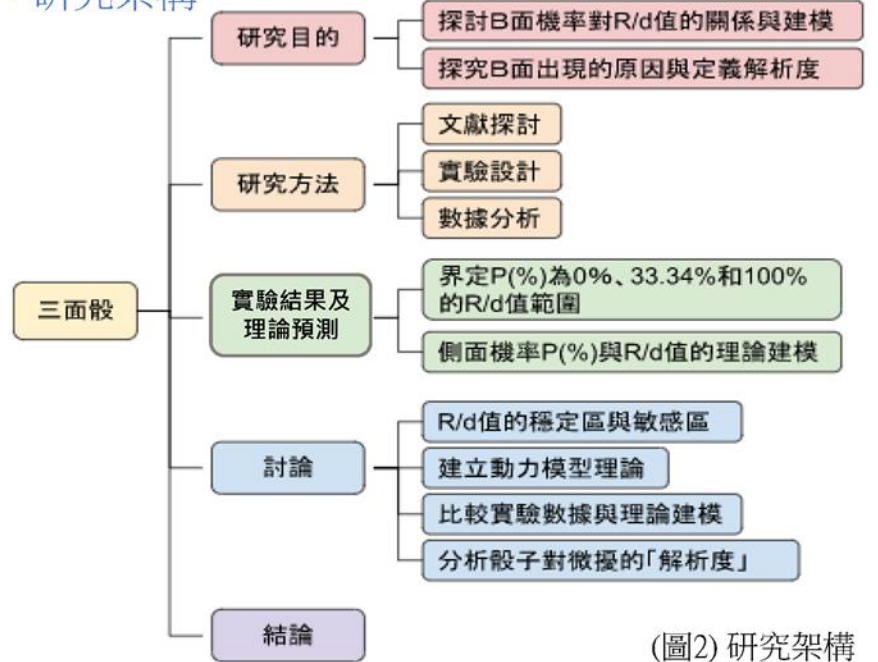 研究架構
研究目的
探討B面機率對R/d值的關係與建模
探究B面出現的原因與定義解析度
研究方法
文獻探討
實驗設計
數據分析
三面骰
實驗結果及
理論預測
界定P(%)為0%、33.34%和100%
的R/d值範圍
側面機率P(%)與R/d值的理論建模
討論
R/d值的穩定區與敏感區
建立動力模型理論
比較實驗數據與理論建模
分析骰子對微擾的「解析度」
結論
(圖2) 研究架構